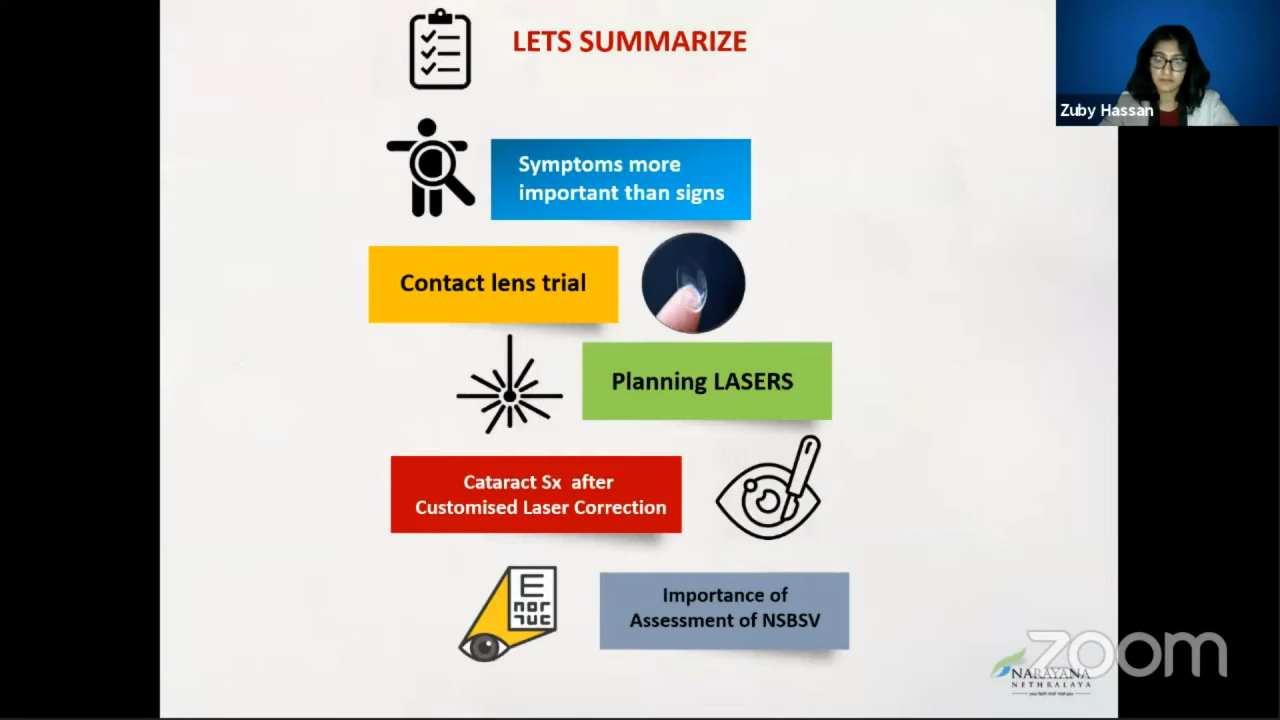 LETS SUMMARIZE
Zuby Hassan
Symptoms more
important than signs
Contact lens trial
Planning LASERS
Cataract Sx after
Customised Laser Correction
E
Importance of
Assessment of NSBSV
zoom
NARAYANA
NETHRALAYA